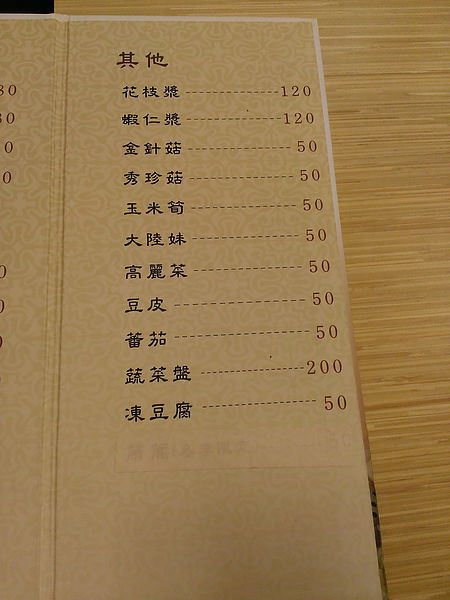 其他
花枝漿 120
蝦仁漿 120
金針菇 50
秀珍菇 50
玉米筍 50
大陸妹 50
高麗菜 50
豆皮 50
蕃茄 50
蔬菜盤 200
凍豆腐 50